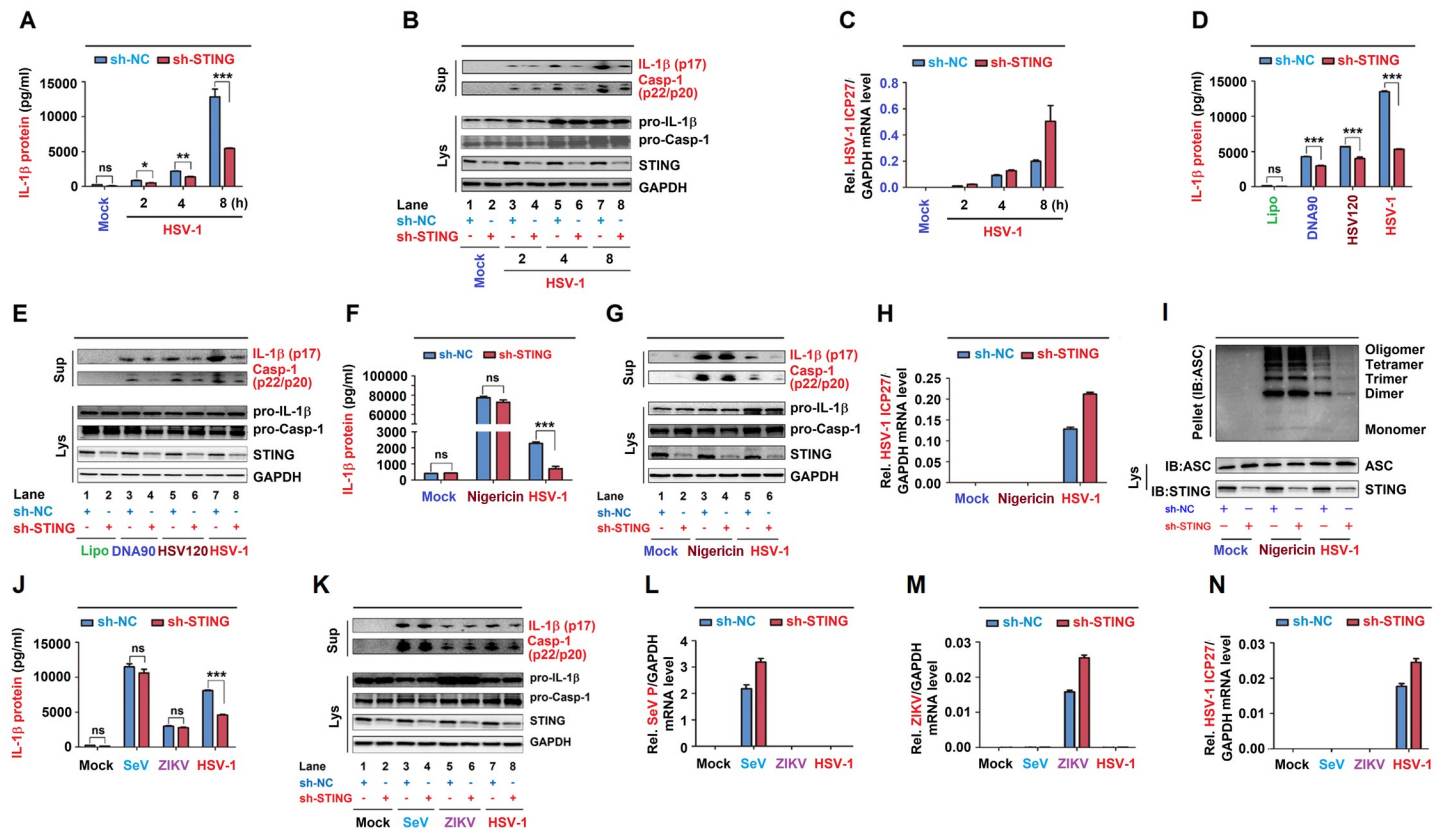 A
sh-NC sh-STING
IL-1β protein (pg/ml)
15000
10000
5000
0
ns
*
**
***
Mock
2 4 8 (h)
HSV-1
B
Sup
IL-1β (p17)
Casp-1
(p22/p20)
Lys
pro-IL-1β
pro-Casp-1
STING
GAPDH
Lane 1 2 3 4 5 6 7 8
sh-NC + - + - + - + -
sh-STING - + - + - + - +
Mock
2 4 8
HSV-1
C
sh-NC sh-STING
Rel. HSV-1 ICP27/
GAPDH mRNA level
0.8
0.6
0.4
0.2
0.0
Mock
2 4 8 (h)
HSV-1
D
sh-NC sh-STING
IL-1β protein (pg/ml)
15000
10000
5000
0
ns
***
***
***
Lipo
DNA90
HSV120
HSV-1
E
Sup
IL-1β (p17)
Casp-1
(p22/p20)
Lys
pro-IL-1β
pro-Casp-1
STING
GAPDH
Lane 1 2 3 4 5 6 7 8
sh-NC + - + - + - + -
sh-STING - + - + - + - +
Lipo DNA90 HSV120 HSV-1
F
sh-NC sh-STING
IL-1β protein (pg/ml)
100000
80000
60000
40000
20000
3000
2000
1000
0
ns
ns
***
Mock Nigericin HSV-1
G
Sup
IL-1β (p17)
Casp-1
(p22/p20)
Lys
pro-IL-1β
pro-Casp-1
STING
GAPDH
Lane 1 2 3 4 5 6
sh-NC + - + - + -
sh-STING - + - + - +
Mock Nigericin HSV-1
H
sh-NC sh-STING
Rel. HSV-1 ICP27/
GAPDH mRNA level
0.25
0.20
0.15
0.10
0.05
0.00
Mock Nigericin HSV-1
I
Pellet (IB:ASC)
Oligomer
Tetramer
Trimer
Dimer
Monomer
Lys
IB:ASC ASC
IB:STING STING
sh-NC + − + − + −
sh-STING − + − + − +
Mock Nigericin HSV-1
J
sh-NC sh-STING
IL-1β protein (pg/ml)
15000
10000
5000
0
ns
ns
ns
***
Mock SeV ZIKV HSV-1
K
Sup
IL-1β (p17)
Casp-1
(p22/p20)
Lys
pro-IL-1β
pro-Casp-1
STING
GAPDH
Lane 1 2 3 4 5 6 7 8
sh-NC + - + - + - + -
sh-STING - + - + - + - +
Mock SeV ZIKV HSV-1
L
sh-NC sh-STING
Rel. SeV P/GAPDH
mRNA level
4
3
2
1
0
Mock SeV ZIKV HSV-1
M
sh-NC sh-STING
Rel. ZIKV/GAPDH
mRNA level
0.03
0.02
0.01
0.00
Mock SeV ZIKV HSV-1
N
sh-NC sh-STING
Rel. HSV-1 ICP27/
GAPDH mRNA level
0.03
0.02
0.01
0.00
Mock SeV ZIKV HSV-1